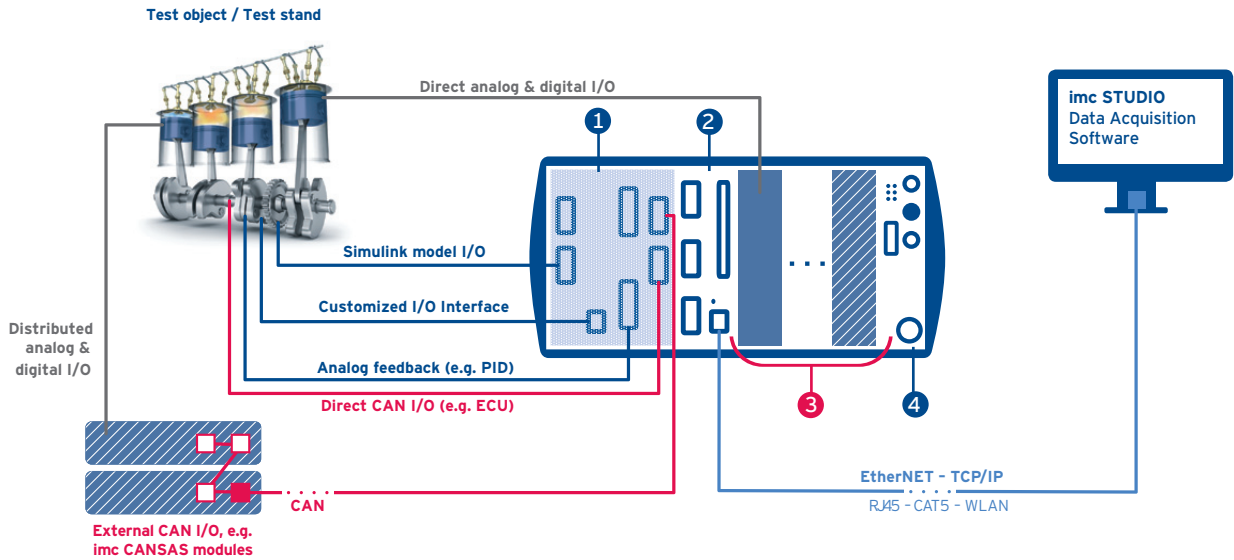 Test object / Test stand
Direct analog & digital I/O
1
2
imc STUDIO
Data Acquisition
Software
Simulink model I/O
Customized I/O Interface
Distributed
analog &
digital I/O
Analog feedback (e.g. PID)
Direct CAN I/O (e.g. ECU)
3
4
EtherNET - TCP/IP
RJ45 - CAT5 - WLAN
CAN
External CAN I/O, e.g.
imc CANSAS modules